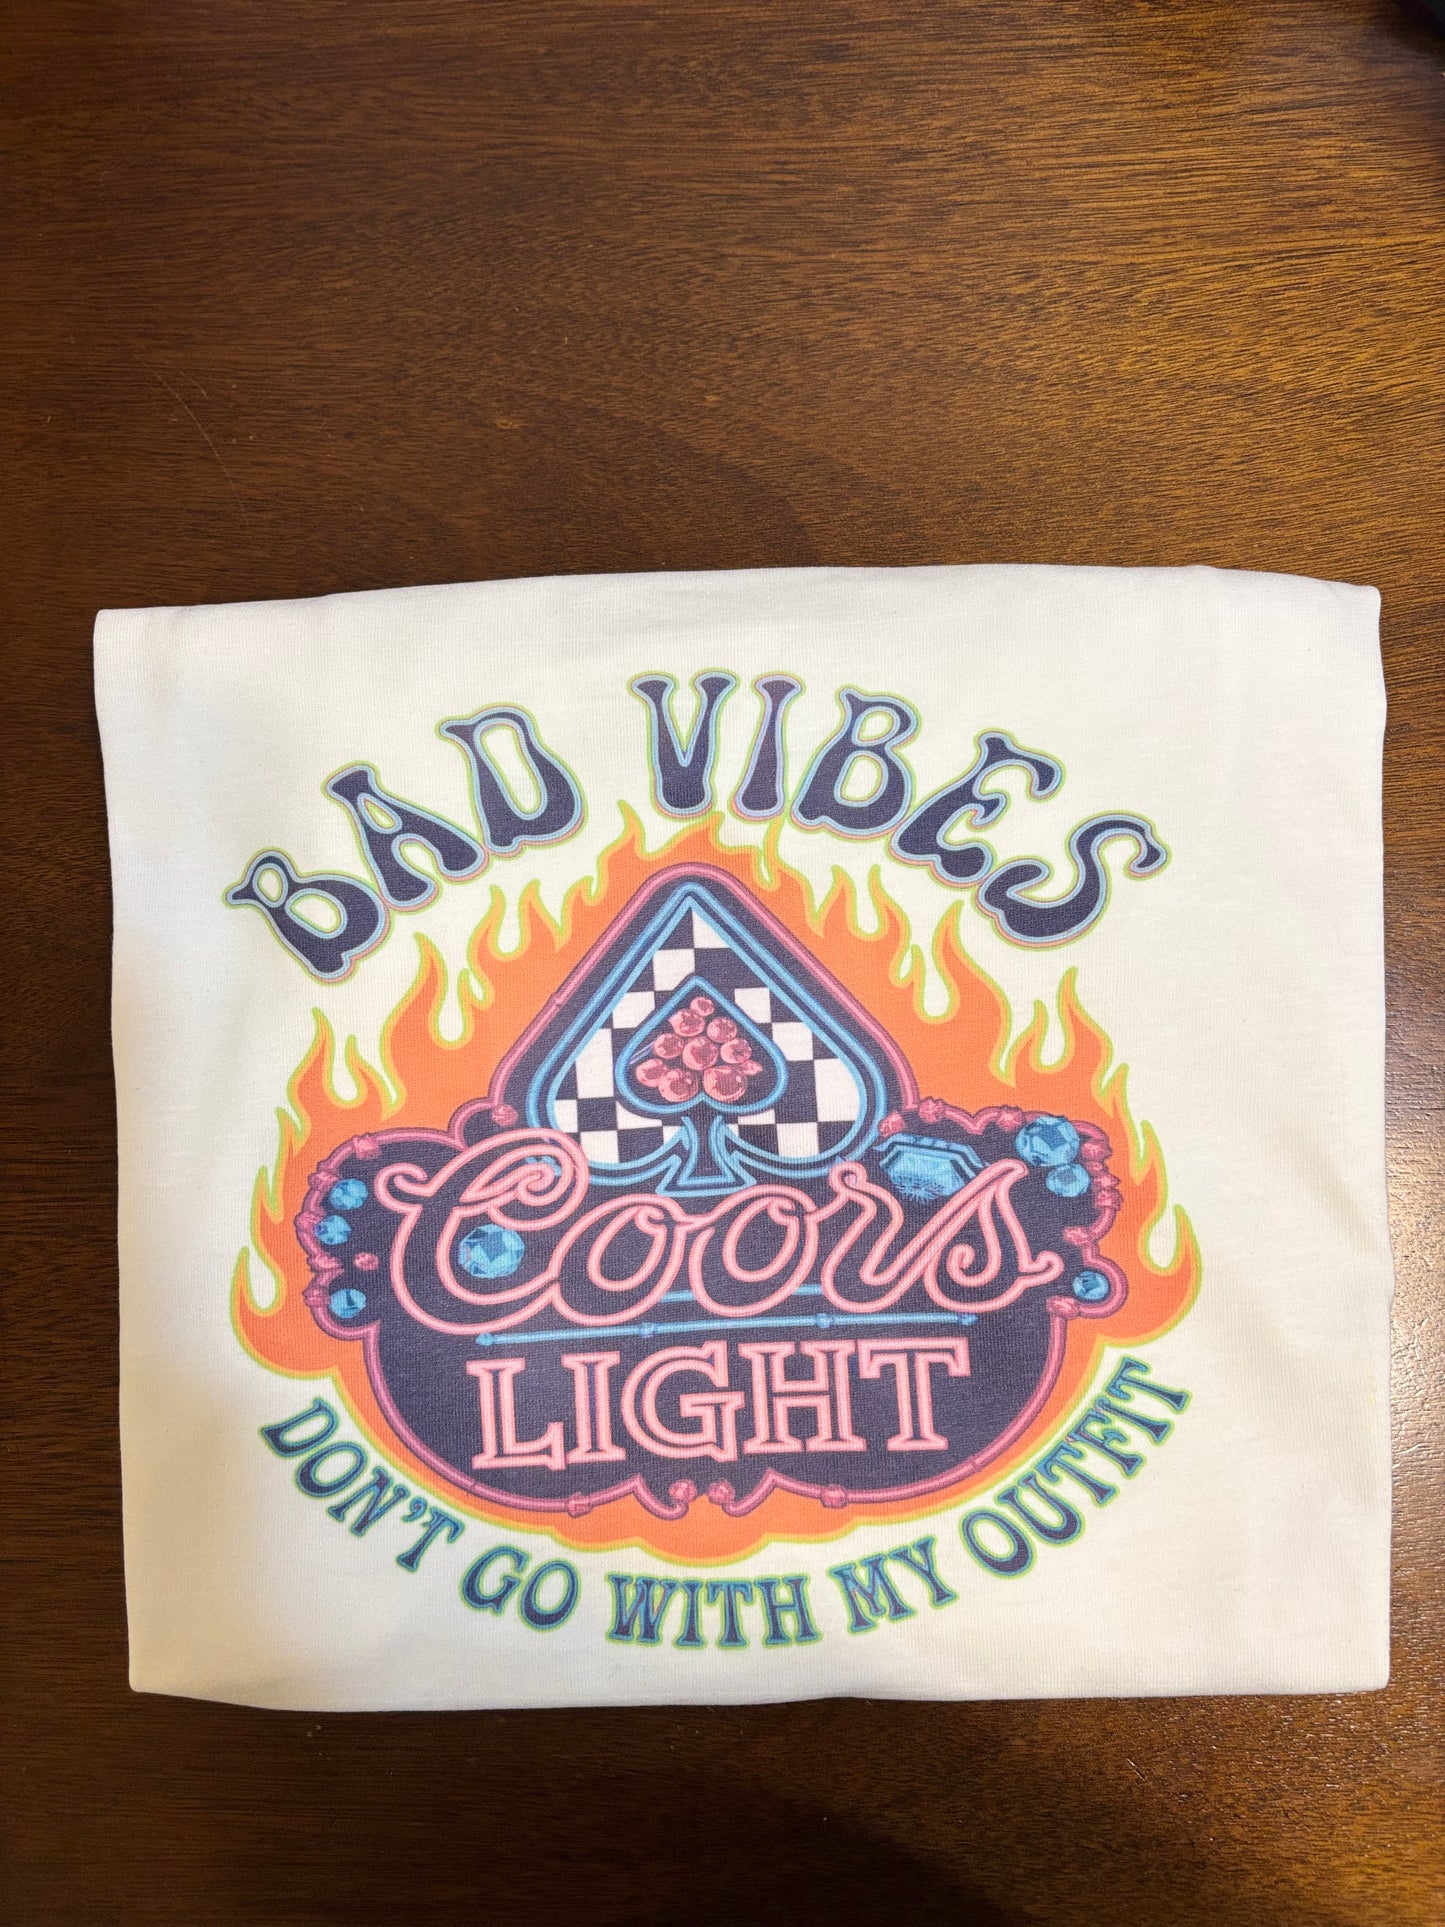 BAD VIBES
Coors
LIGHT
DON'T GO WITH MY OUTFIT